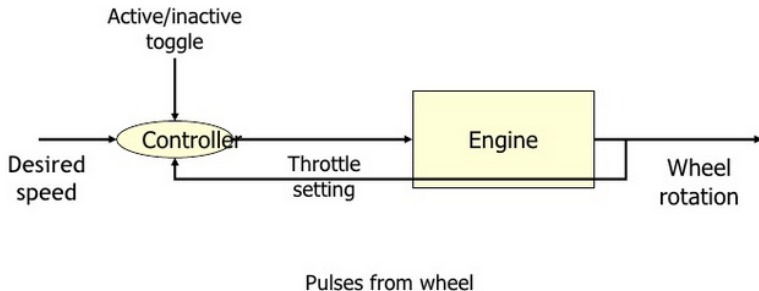 Active/inactive
toggle
Controller
Engine
Desired
speed
Throttle
setting
Wheel
rotation
Pulses from wheel